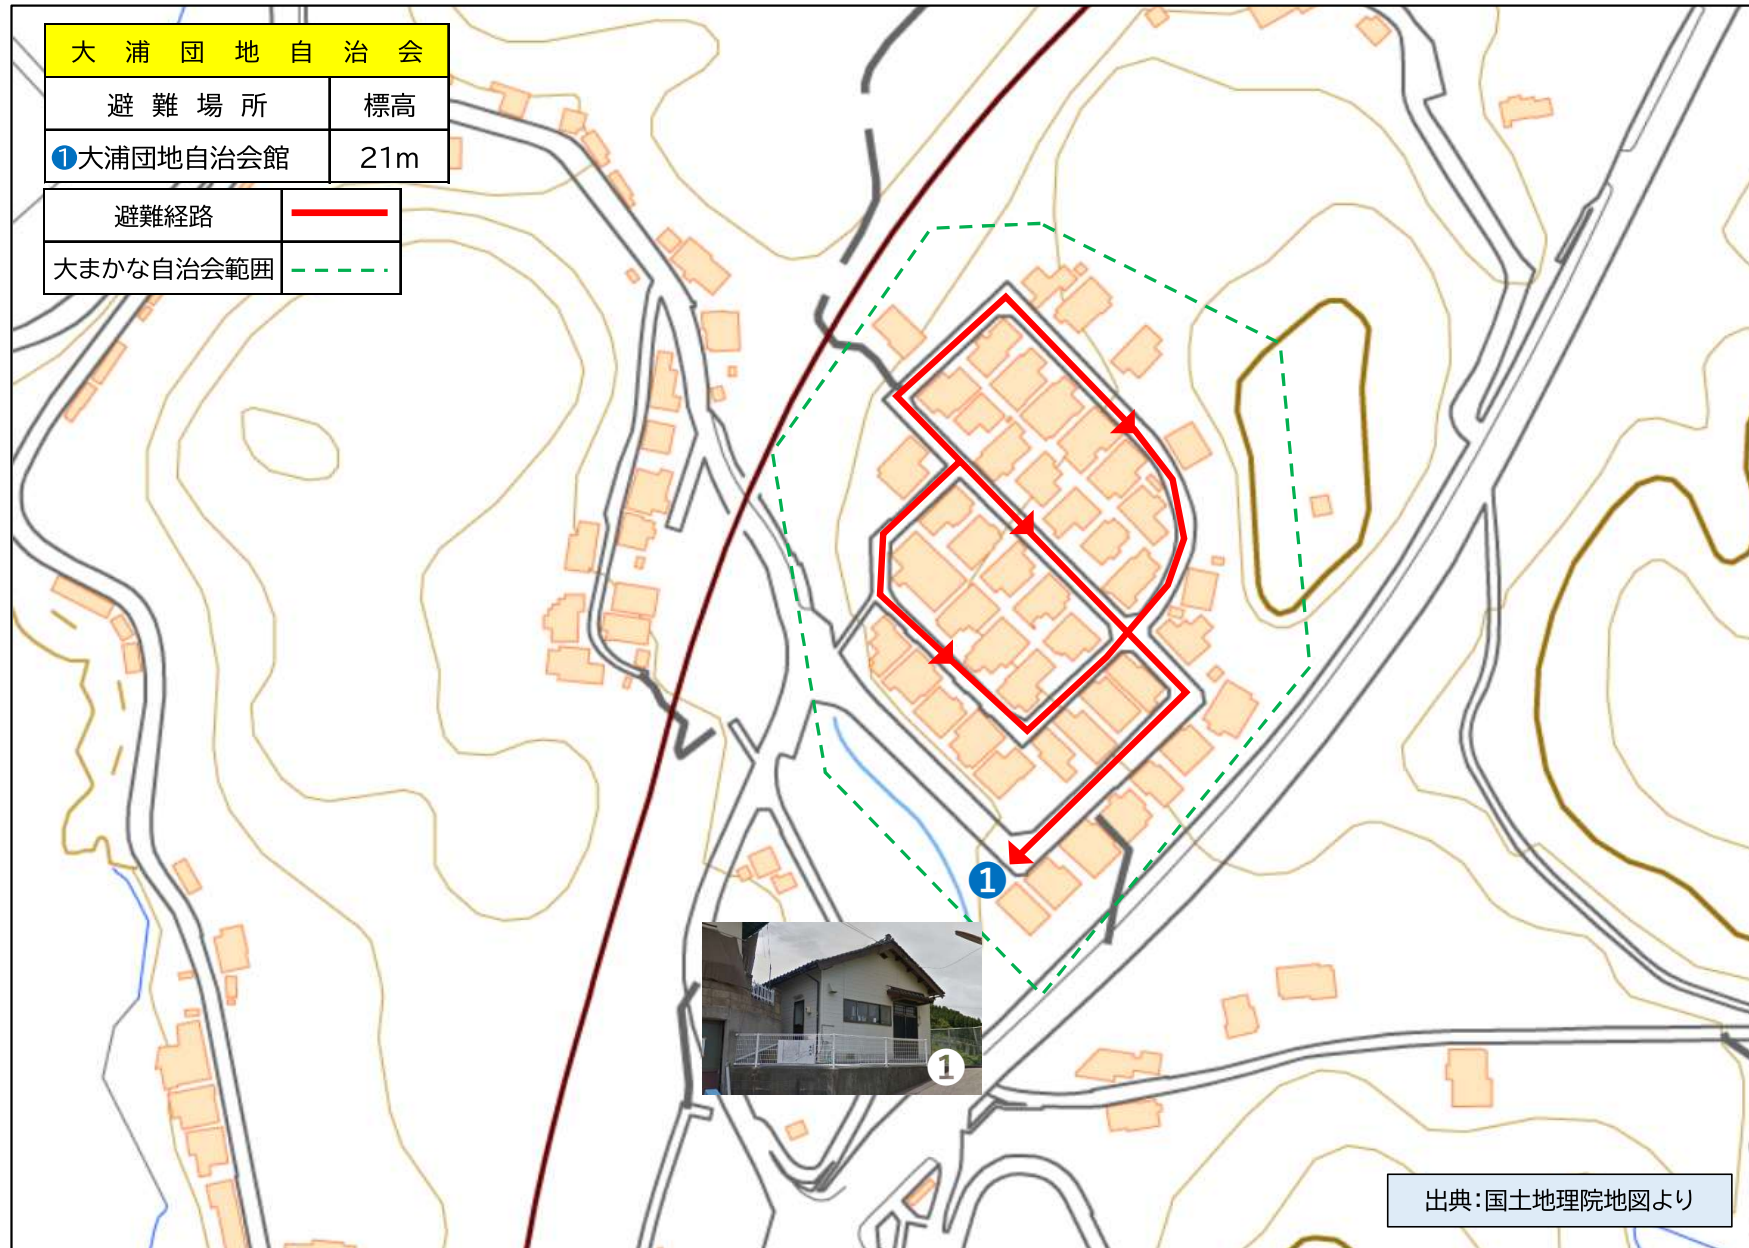 大浦団地自治会
避難場所 標高
❶大浦団地自治会館 21m
避難経路
大まかな自治会範囲
1
1
出典：国土地理院地図より